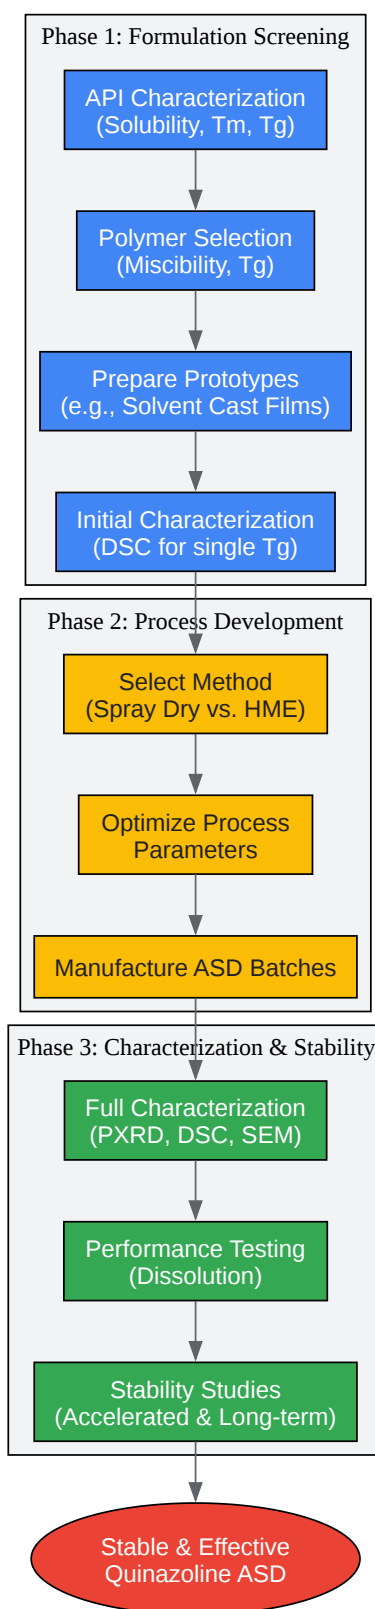 Phase 1: Formulation Screening
API Characterization
(Solubility, Tm, Tg)
Polymer Selection
(Miscibility, Tg)
Prepare Prototypes
(e.g., Solvent Cast Films)
Initial Characterization
(DSC for single Tg)
Phase 2: Process Development
Select Method
(Spray Dry vs. HME)
Optimize Process
Parameters
Manufacture ASD Batches
Phase 3: Characterization & Stability
Full Characterization
(PXRD, DSC, SEM)
Performance Testing
(Dissolution)
Stability Studies
(Accelerated & Long-term)
Stable & Effective
Quinazoline ASD